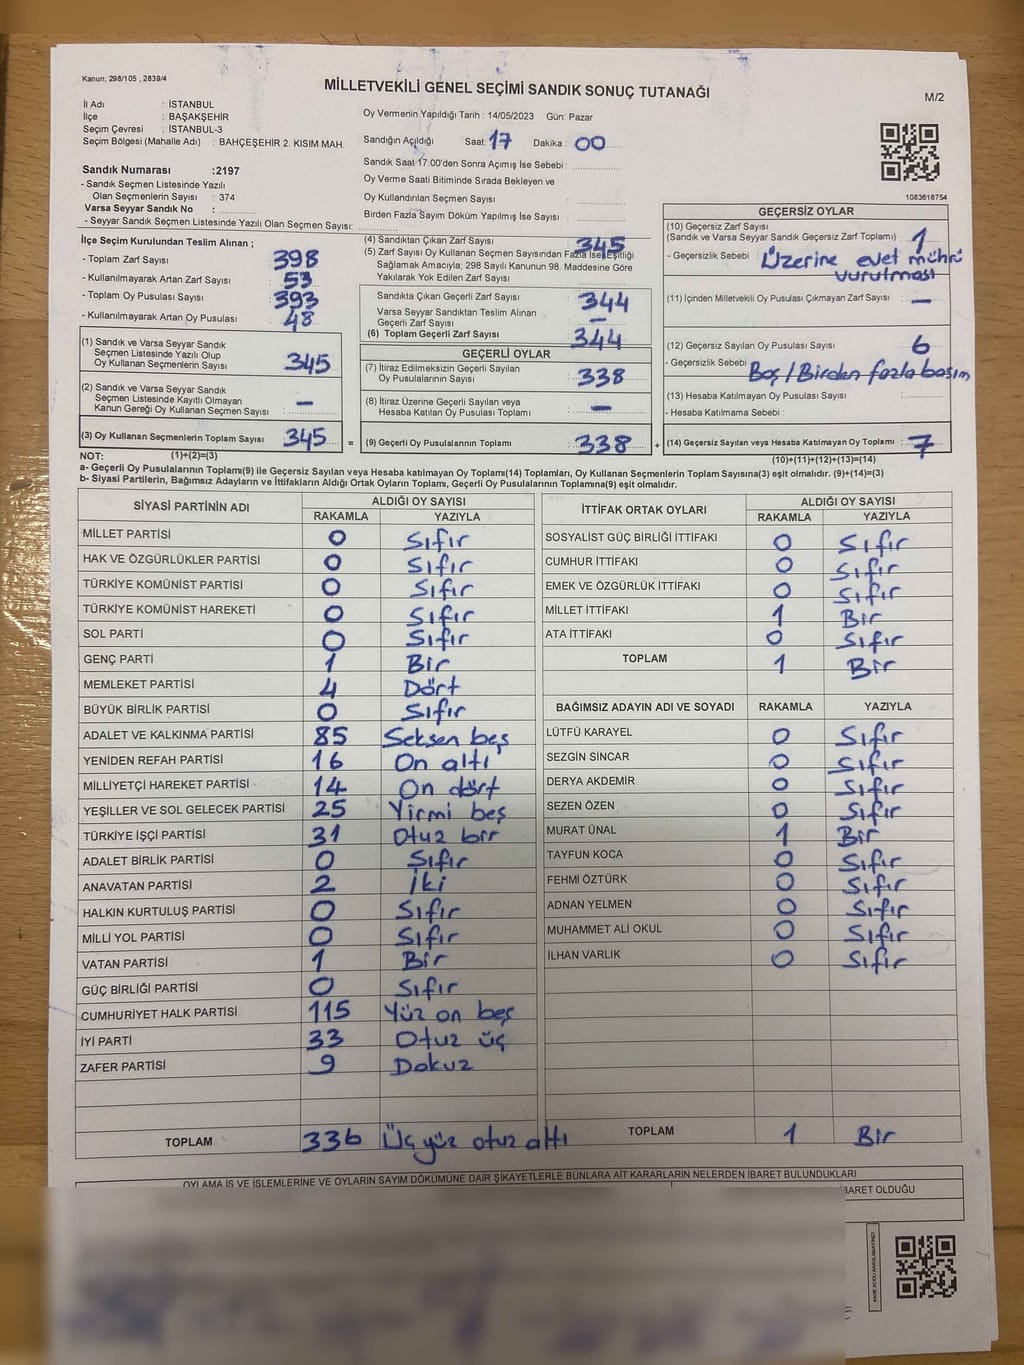 Kanun: 298/105 , 2839/4
MİLLETVEKİLİ GENEL SEÇİMİ SANDIK SONUÇ TUTANAĞI
M/2
İl Adı : İSTANBUL
İlçe : BAŞAKŞEHİR
Seçim Çevresi : İSTANBUL-3
Seçim Bölgesi (Mahalle Adı) : BAHÇEŞEHİR 2. KISIM MAH.
Sandık Numarası :2197
- Sandık Seçmen Listesinde Yazılı
Olan Seçmenlerin Sayısı : 374
Varsa Seyyar Sandık No :
- Seyyar Sandık Seçmen Listesinde Yazılı Olan Seçmen Sayısı:
Oy Vermenin Yapıldığı Tarih : 14/05/2023 Gün: Pazar
Sandığın Açıldığı Saat: 17 Dakika : 00
Sandık Saat 17.00'den Sonra Açımış İse Sebebi :
Oy Verme Saati Bitiminde Sırada Bekleyen ve
Oy Kullandırılan Seçmen Sayısı :
Birden Fazla Sayım Döküm Yapılmış İse Sayısı :
1083618754
İlçe Seçim Kurulundan Teslim Alınan ;
- Toplam Zarf Sayısı : 398
- Kullanılmayarak Artan Zarf Sayısı : 53
- Toplam Oy Pusulası Sayısı : 393
- Kullanılmayarak Artan Oy Pusulası : 48
(1) Sandık ve Varsa Seyyar Sandık
Seçmen Listesinde Yazılı Olup
Oy Kullanan Seçmenlerin Sayısı : 345
(2) Sandık ve Varsa Seyyar Sandık
Seçmen Listesinde Kayıtlı Olmayan
Kanun Gereği Oy Kullanan Seçmen Sayısı : –
(3) Oy Kullanan Seçmenlerin Toplam Sayısı : 345 =
(4) Sandıktan Çıkan Zarf Sayısı : 345
(5) Zarf Sayısı Oy Kullanan Seçmen Sayısından Fazla İse, Eşitliği
Sağlamak Amacıyla, 298 Sayılı Kanunun 98. Maddesine Göre
Yakılarak Yok Edilen Zarf Sayısı :
Sandıkta Çıkan Geçerli Zarf Sayısı : 344
Varsa Seyyar Sandıktan Teslim Alınan
Geçerli Zarf Sayısı : –
(6) Toplam Geçerli Zarf Sayısı : 344
GEÇERLİ OYLAR
(7) İtiraz Edilmeksizin Geçerli Sayılan
Oy Pusulalarının Sayısı : 338
(8) İtiraz Üzerine Geçerli Sayılan veya
Hesaba Katılan Oy Pusulası Toplamı : –
(9) Geçerli Oy Pusulalarının Toplamı : 338 +
GEÇERSİZ OYLAR
(10) Geçersiz Zarf Sayısı
(Sandık ve Varsa Seyyar Sandık Geçersiz Zarf Toplamı) : 1
- Geçersizlik Sebebi : Üzerine evet mührü
vurulması
(11) İçinden Milletvekili Oy Pusulası Çıkmayan Zarf Sayısı : –
(12) Geçersiz Sayılan Oy Pusulası Sayısı : 6
- Geçersizlik Sebebi : Boş/Birden fazla basım
(13) Hesaba Katılmayan Oy Pusulası Sayısı :
- Hesaba Katılmama Sebebi :
(14) Geçersiz Sayılan veya Hesaba Katılmayan Oy Toplamı : 7
NOT: (1)+(2)=(3)
(10)+(11)+(12)+(13)=(14)
a- Geçerli Oy Pusulalarının Toplamı(9) ile Geçersiz Sayılan veya Hesaba katılmayan Oy Toplamı(14) Toplamları, Oy Kullanan Seçmenlerin Toplam Sayısına(3) eşit olmalıdır. (9)+(14)=(3)
b- Siyasi Partilerin, Bağımsız Adayların ve İttifakların Aldığı Ortak Oyların Toplamı, Geçerli Oy Pusulalarının Toplamına(9) eşit olmalıdır.
SİYASİ PARTİNİN ADI ALDIĞI OY SAYISI
RAKAMLA YAZIYLA
MİLLET PARTİSİ 0 Sıfır
HAK VE ÖZGÜRLÜKLER PARTİSİ 0 Sıfır
TÜRKİYE KOMÜNİST PARTİSİ 0 Sıfır
TÜRKİYE KOMÜNİST HAREKETİ 0 Sıfır
SOL PARTİ 0 Sıfır
GENÇ PARTİ 1 Bir
MEMLEKET PARTİSİ 4 Dört
BÜYÜK BİRLİK PARTİSİ 0 Sıfır
ADALET VE KALKINMA PARTİSİ 85 Seksen beş
YENİDEN REFAH PARTİSİ 16 On altı
MİLLİYETÇİ HAREKET PARTİSİ 14 On dört
YEŞİLLER VE SOL GELECEK PARTİSİ 25 Yirmi beş
TÜRKİYE İŞÇİ PARTİSİ 31 Otuz bir
ADALET BİRLİK PARTİSİ 0 Sıfır
ANAVATAN PARTİSİ 2 İki
HALKIN KURTULUŞ PARTİSİ 0 Sıfır
MİLLİ YOL PARTİSİ 0 Sıfır
VATAN PARTİSİ 1 Bir
GÜÇ BİRLİĞİ PARTİSİ 0 Sıfır
CUMHURİYET HALK PARTİSİ 115 Yüz on beş
İYİ PARTİ 33 Otuz üç
ZAFER PARTİSİ 9 Dokuz
TOPLAM 336 Üç yüz otuz altı
İTTİFAK ORTAK OYLARI ALDIĞI OY SAYISI
RAKAMLA YAZIYLA
SOSYALİST GÜÇ BİRLİĞİ İTTİFAKI 0 Sıfır
CUMHUR İTTİFAKI 0 Sıfır
EMEK VE ÖZGÜRLÜK İTTİFAKI 0 Sıfır
MİLLET İTTİFAKI 1 Bir
ATA İTTİFAKI 0 Sıfır
TOPLAM 1 Bir
BAĞIMSIZ ADAYIN ADI VE SOYADI RAKAMLA YAZIYLA
LÜTFÜ KARAYEL 0 Sıfır
SEZGİN SİNCAR 0 Sıfır
DERYA AKDEMİR 0 Sıfır
SEZEN ÖZEN 0 Sıfır
MURAT ÜNAL 1 Bir
TAYFUN KOCA 0 Sıfır
FEHMİ ÖZTÜRK 0 Sıfır
ADNAN YELMEN 0 Sıfır
MUHAMMET ALİ OKUL 0 Sıfır
İLHAN VARLIK 0 Sıfır
TOPLAM 1 Bir
OYLAMA İŞ VE İŞLEMLERİNE VE OYLARIN SAYIM DÖKÜMÜNE DAİR ŞİKAYETLERLE BUNLARA AİT KARARLARIN NELERDEN İBARET BULUNDUKLARI
İBARET OLDUĞU